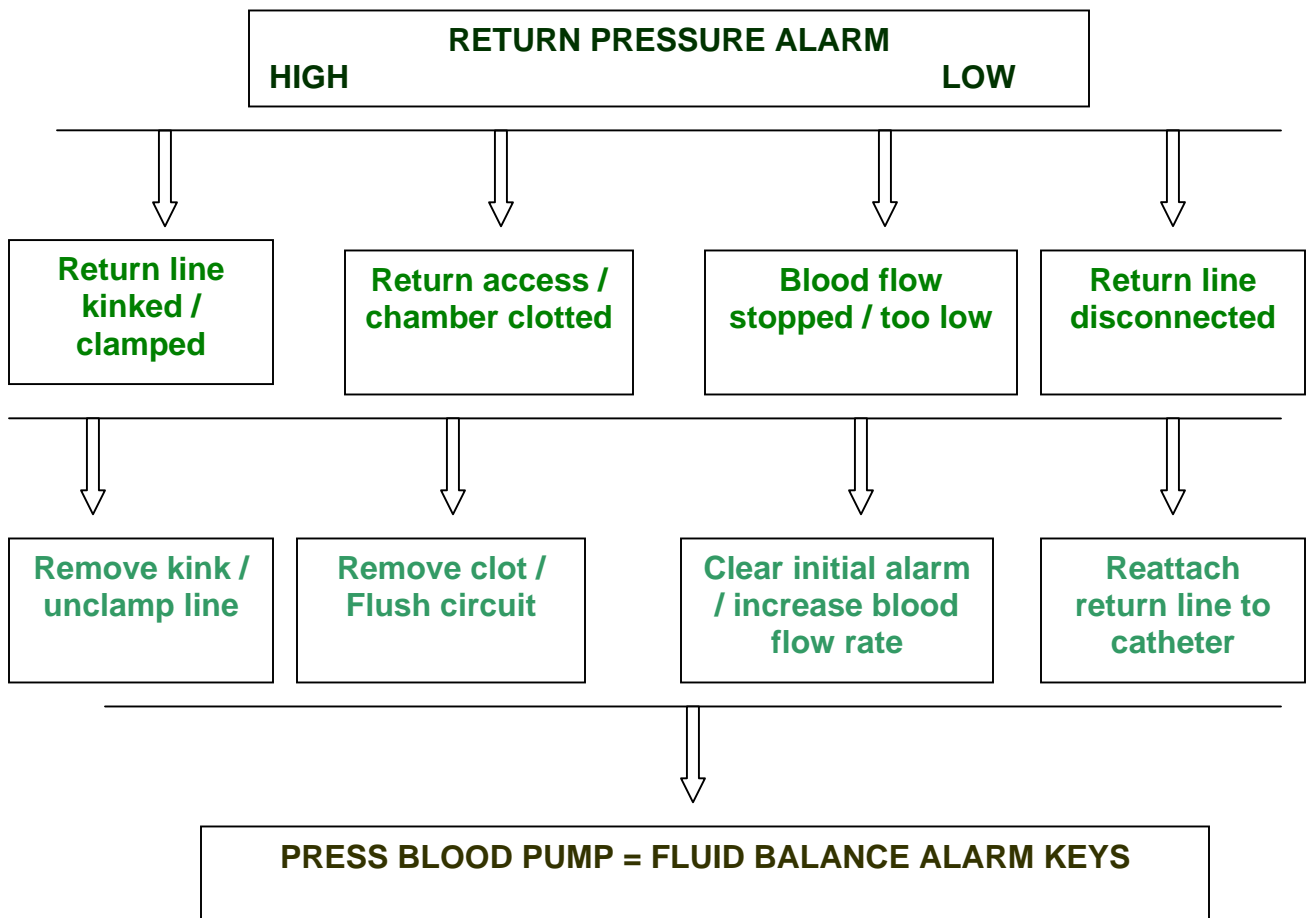 RETURN PRESSURE ALARM
HIGH LOW
Return line
kinked /
clamped
Return access /
chamber clotted
Blood flow
stopped / too low
Return line
disconnected
Remove kink /
unclamp line
Remove clot /
Flush circuit
Clear initial alarm
/ increase blood
flow rate
Reattach
return line to
catheter
PRESS BLOOD PUMP = FLUID BALANCE ALARM KEYS